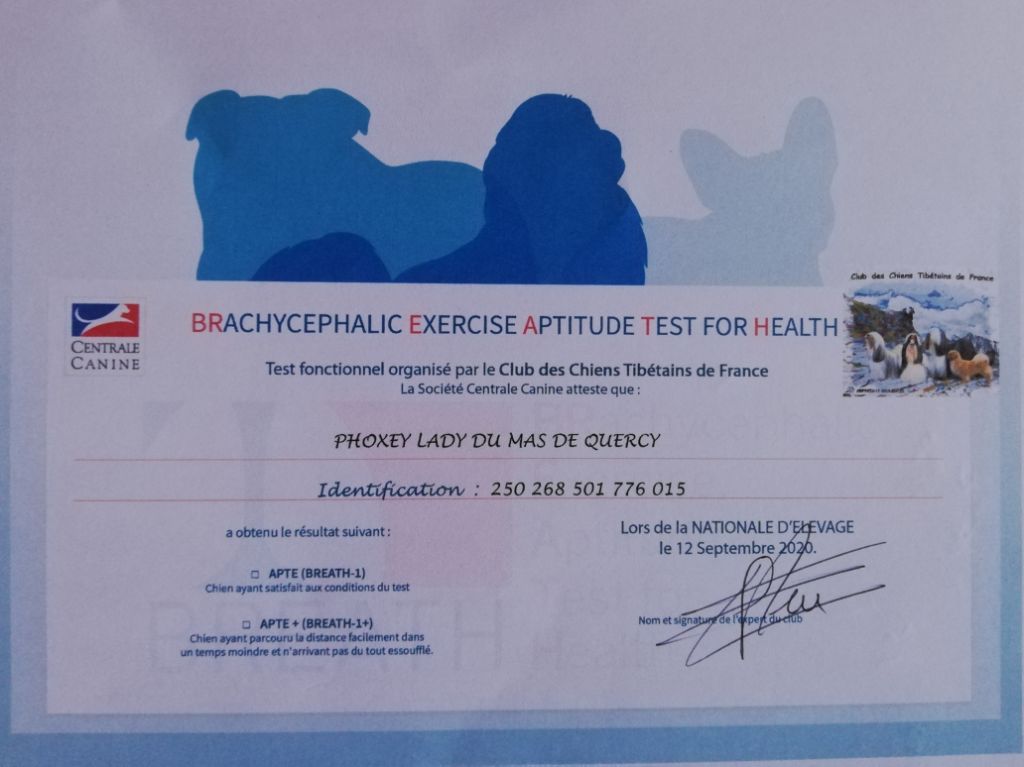 Club des Chiens Tibétains de France
CENTRALE
CANINE
BRACHYCEPHALIC EXERCISE APTITUDE TEST FOR HEALTH
Test fonctionnel organisé par le Club des Chiens Tibétains de France
La Société Centrale Canine atteste que :
PHOXEY LADY DU MAS DE QUERCY
Identification : 250 268 501 776 015
a obtenu le résultat suivant :
□ APTE (BREATH-1)
Chien ayant satisfait aux conditions du test
□ APTE + (BREATH-1+)
Chien ayant parcouru la distance facilement dans
un temps moindre et n'arrivant pas du tout essoufflé.
Lors de la NATIONALE D'ELEVAGE
le 12 Septembre 2020.
Nom et signature de l'expert du club